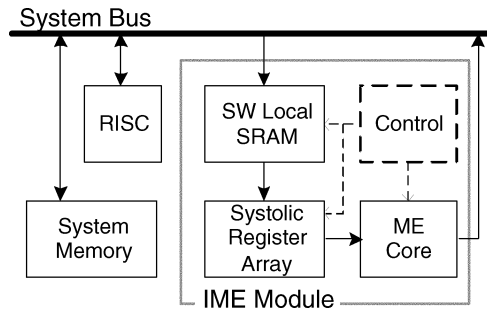 System Bus
RISC
SW Local
SRAM
Control
System
Memory
Systolic
Register
Array
ME
Core
IME Module